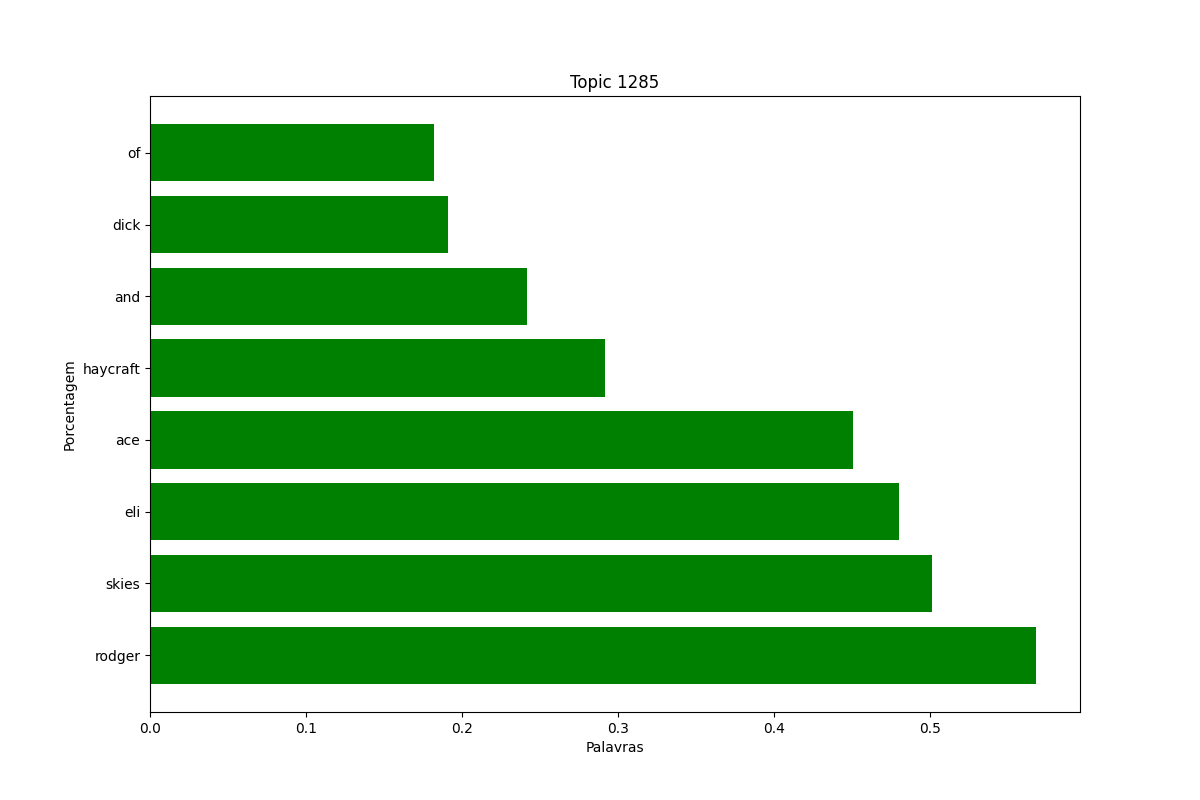 Topic 1285
of
dick
and
haycraft
ace
eli
skies
rodger
Porcentagem
0.0 0.1 0.2 0.3 0.4 0.5
Palavras